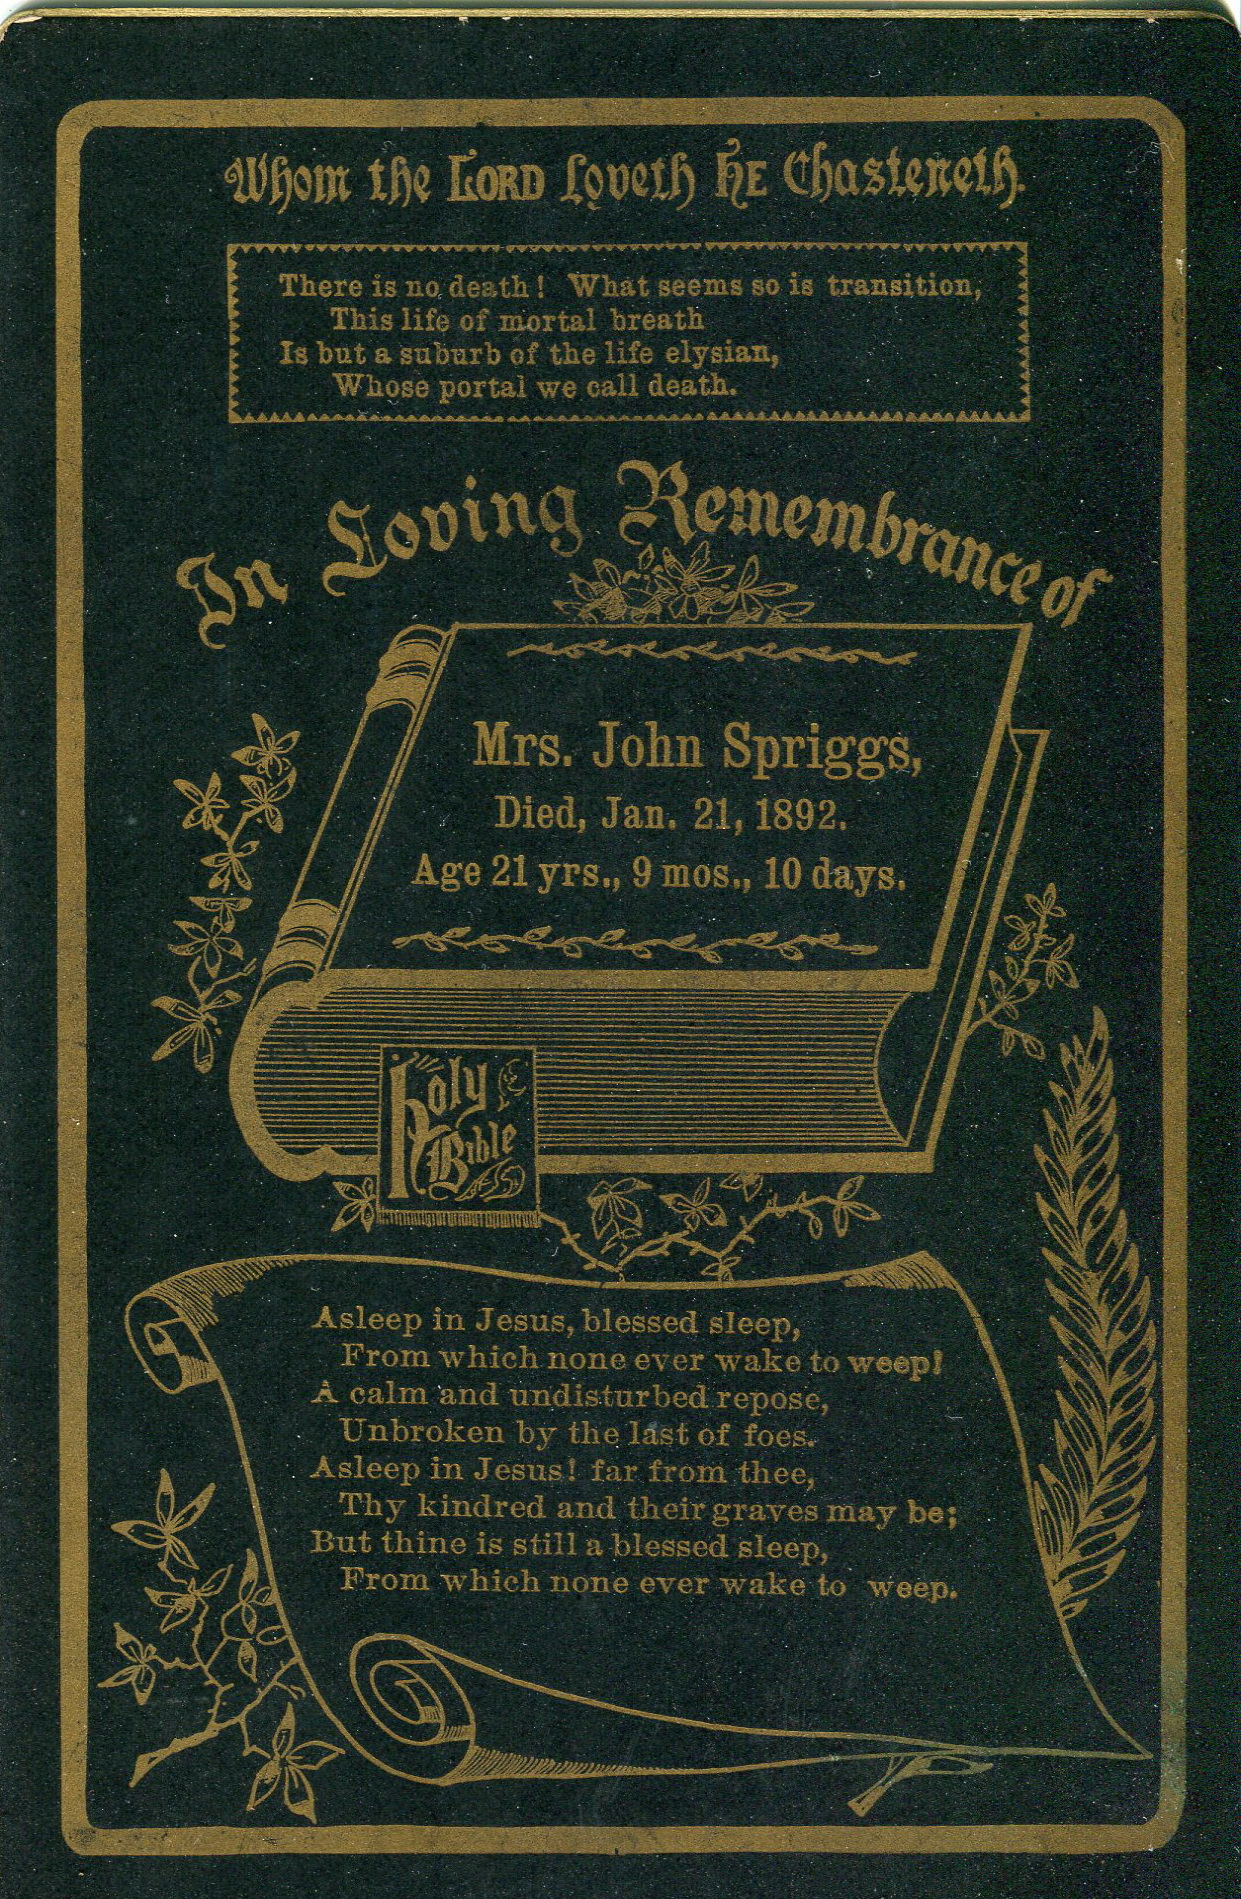 Whom the LORD Loveth HE Chasteneth.
There is no death! What seems so is transition;
This life of mortal breath
Is but a suburb of the life elysian,
Whose portal we call death.
In Loving Remembrance of
Mrs. John Spriggs,
Died, Jan. 21, 1892.
Age 21 yrs., 9 mos., 10 days.
Holy
Bible
Asleep in Jesus, blessed sleep,
From which none ever wake to weep!
A calm and undisturbed repose,
Unbroken by the last of foes.
Asleep in Jesus! far from thee,
Thy kindred and their graves may be;
But thine is still a blessed sleep,
From which none ever wake to weep.